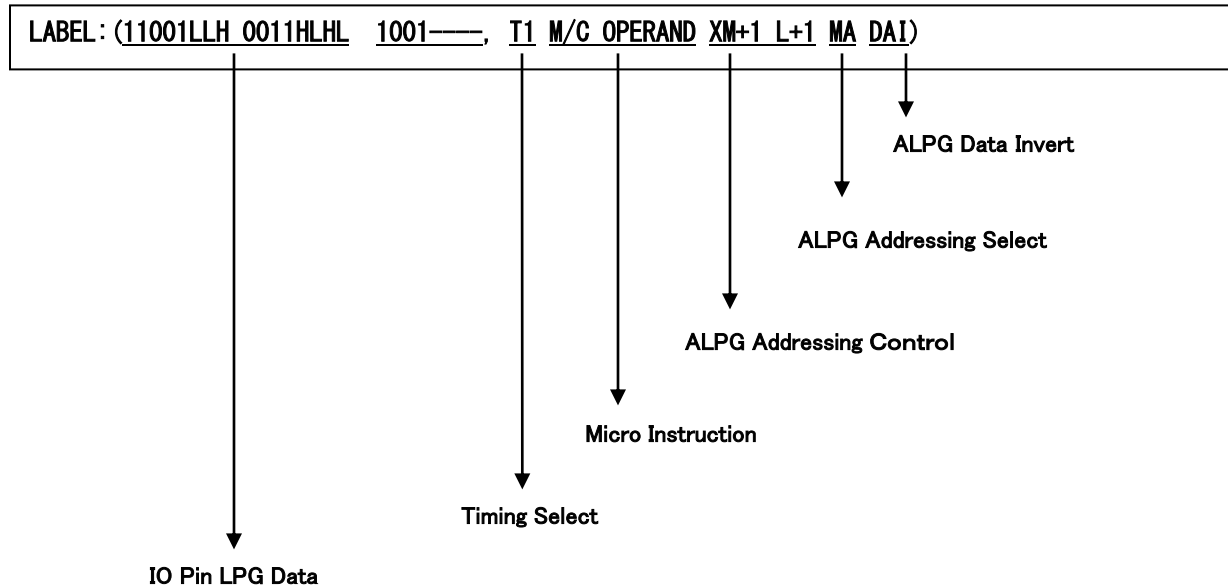 LABEL:(11001LLH 0011HLHL 1001----, T1 M/C OPERAND XM+1 L+1 MA DAI)
ALPG Data Invert
ALPG Addressing Select
ALPG Addressing Control
Micro Instruction
Timing Select
IO Pin LPG Data